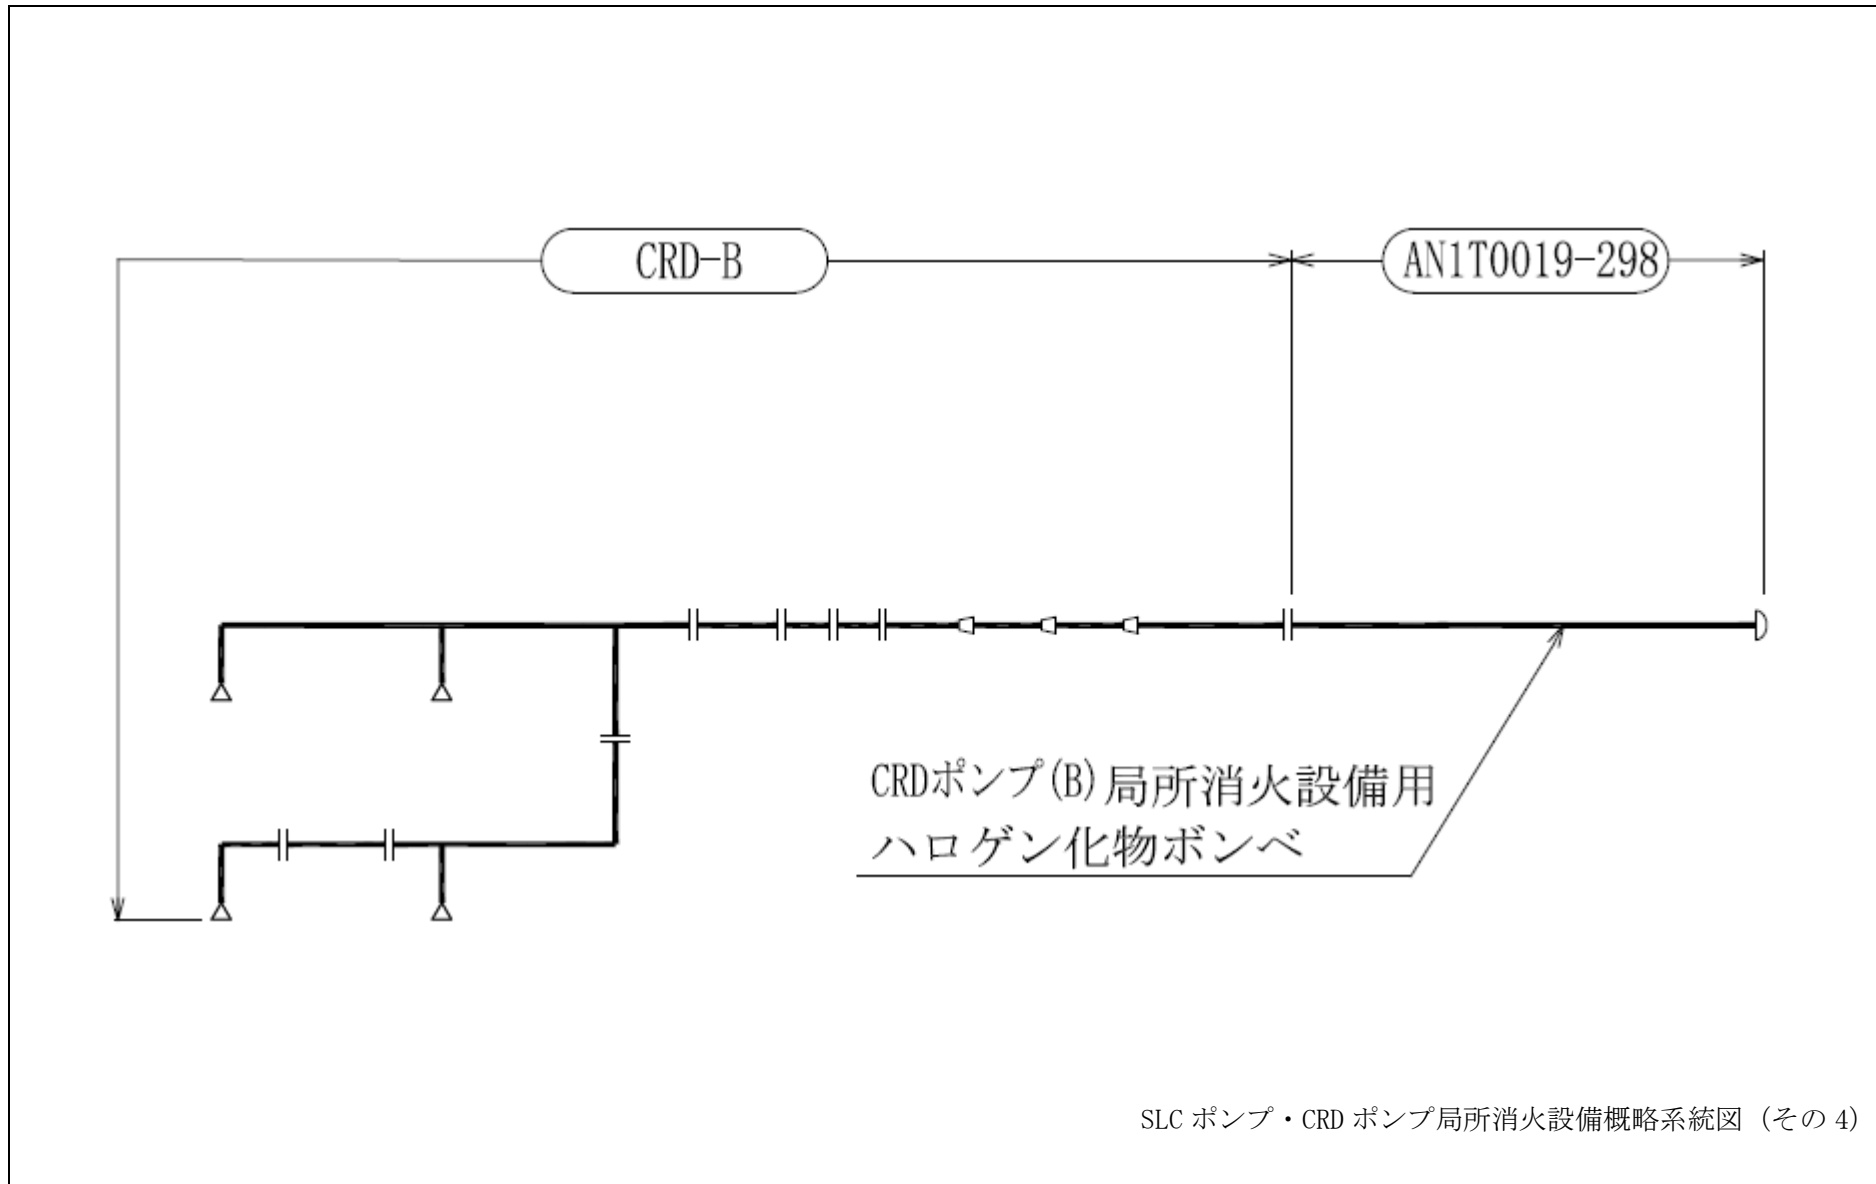 CRD-B
AN1T0019-298
CRDポンプ(B)局所消火設備用
ハロゲン化物ボンベ
SLC ポンプ・CRD ポンプ局所消火設備概略系統図（その 4）